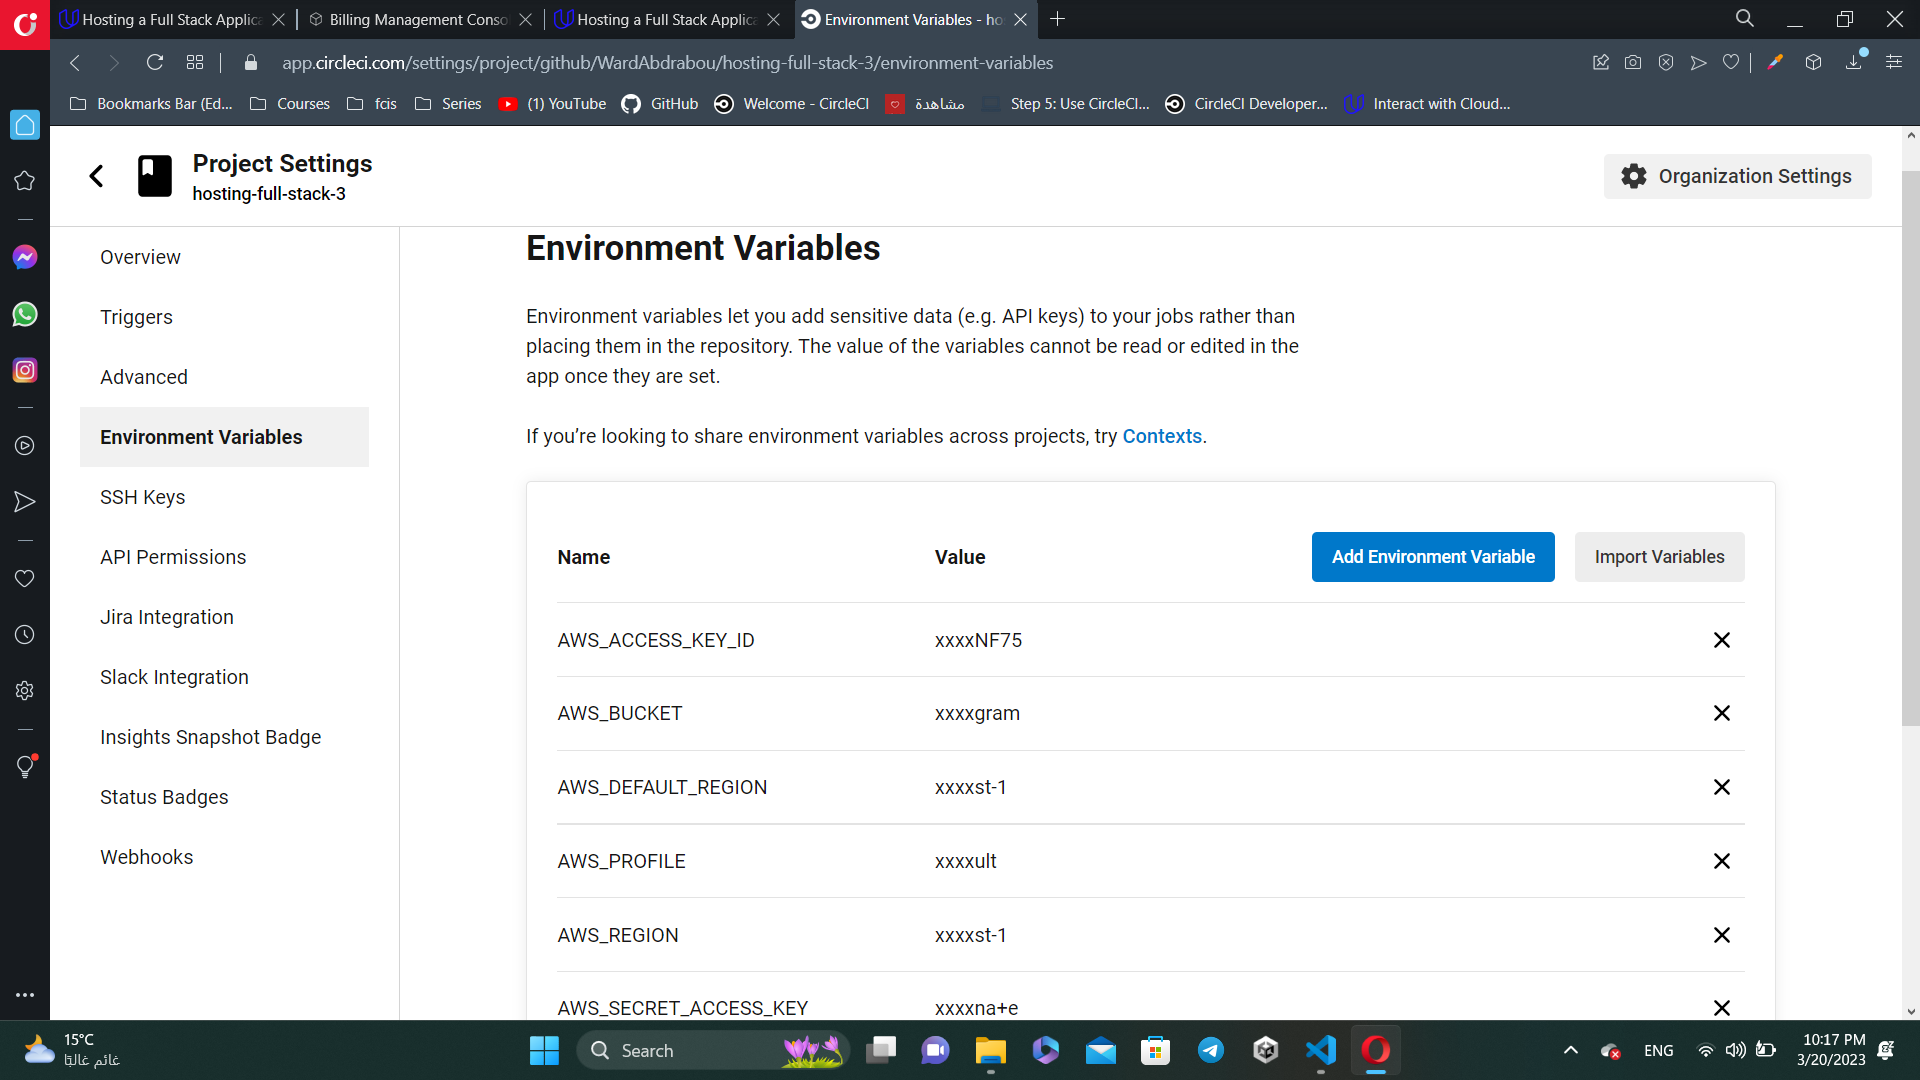 Hosting a Full Stack Applica
Billing Management Conso
Hosting a Full Stack Applica
Environment Variables - ho
app.circleci.com/settings/project/github/WardAbdrabou/hosting-full-stack-3/environment-variables
Bookmarks Bar (Ed...
Courses
fcis
Series
(1) YouTube
GitHub
Welcome - CircleCI
مشاهدة
Step 5: Use CircleCI...
CircleCI Developer...
Interact with Cloud...
Project Settings
hosting-full-stack-3
Organization Settings
Overview
Triggers
Advanced
Environment Variables
SSH Keys
API Permissions
Jira Integration
Slack Integration
Insights Snapshot Badge
Status Badges
Webhooks
Environment Variables
Environment variables let you add sensitive data (e.g. API keys) to your jobs rather than
placing them in the repository. The value of the variables cannot be read or edited in the
app once they are set.
If you’re looking to share environment variables across projects, try Contexts.
Name
Value
Add Environment Variable
Import Variables
AWS_ACCESS_KEY_ID
xxxxNF75
AWS_BUCKET
xxxxgram
AWS_DEFAULT_REGION
xxxxst-1
AWS_PROFILE
xxxxult
AWS_REGION
xxxxst-1
AWS_SECRET_ACCESS_KEY
xxxxna+e
15°C
غائم غالبًا
Search
ENG
10:17 PM
3/20/2023